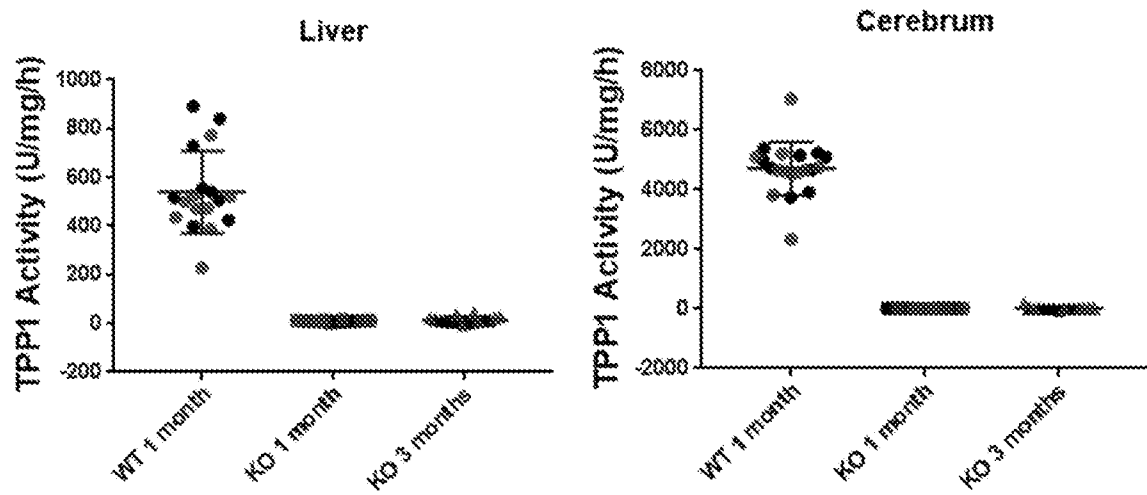 Liver
TPP1 Activity (U/mg/h)
1000
800
600
400
200
0
-200
WT 1 month
KO 1 month
KO 3 months
Cerebrum
TPP1 Activity (U/mg/h)
8000
6000
4000
2000
0
-2000
WT 1 month
KO 1 month
KO 3 months